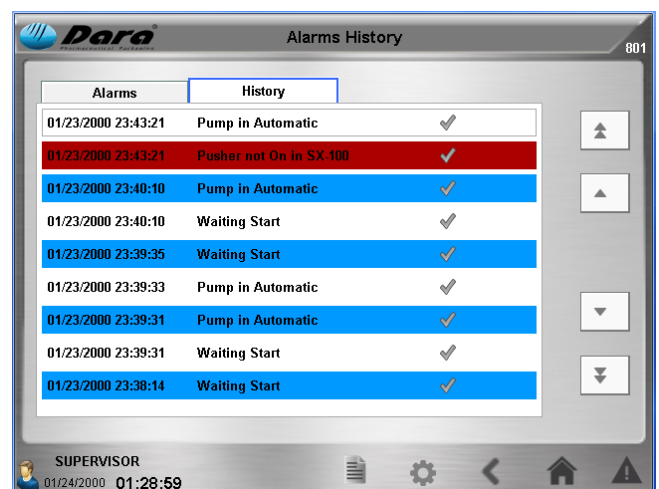 Dara
Pharmaceutical Packaging
Alarms History
801
Alarms
History
01/23/2000 23:43:21 Pump in Automatic
01/23/2000 23:43:21 Pusher not On in SX-100
01/23/2000 23:40:10 Pump in Automatic
01/23/2000 23:40:10 Waiting Start
01/23/2000 23:39:35 Waiting Start
01/23/2000 23:39:33 Pump in Automatic
01/23/2000 23:39:31 Pump in Automatic
01/23/2000 23:39:31 Waiting Start
01/23/2000 23:38:14 Waiting Start
SUPERVISOR
01/24/2000 01:28:59